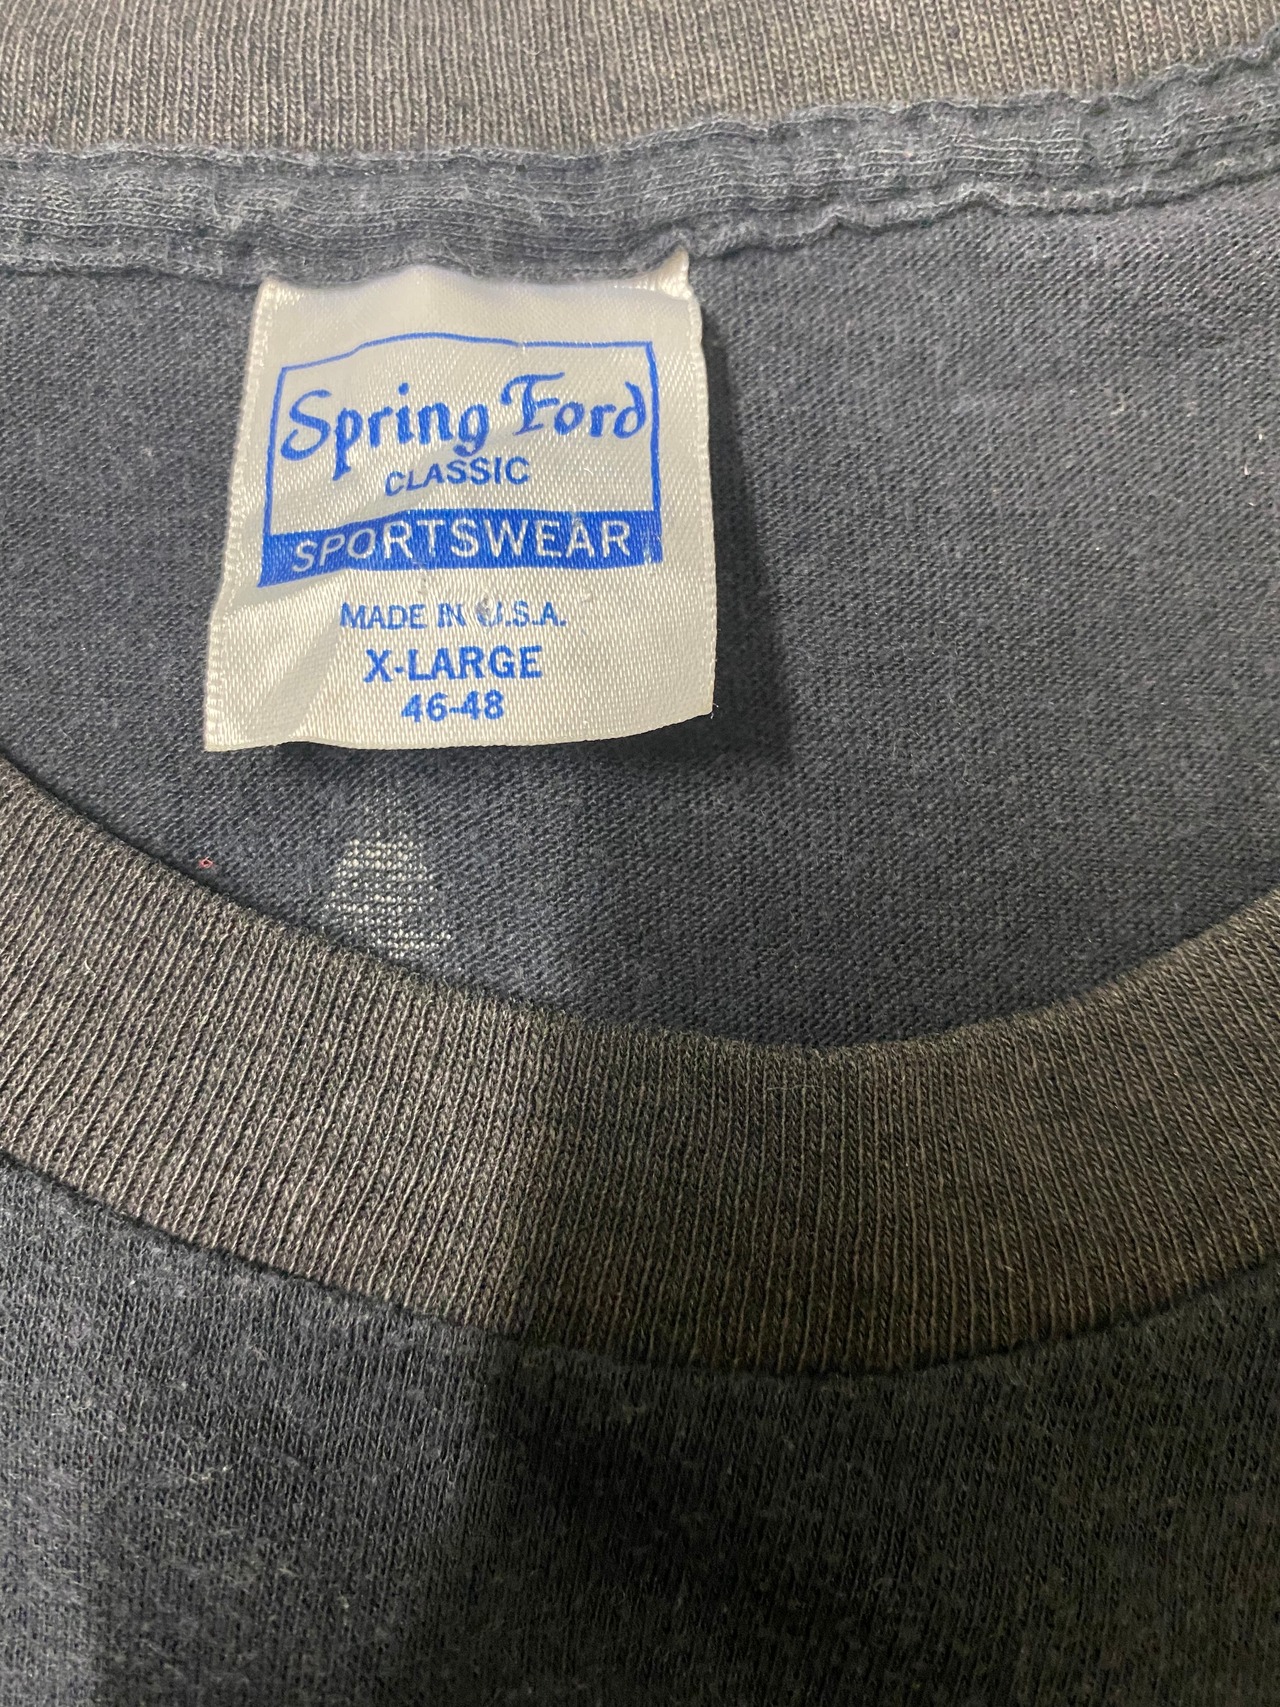 Spring Ford
CLASSIC
SPORTSWEAR
MADE IN U.S.A.
X-LARGE
46-48